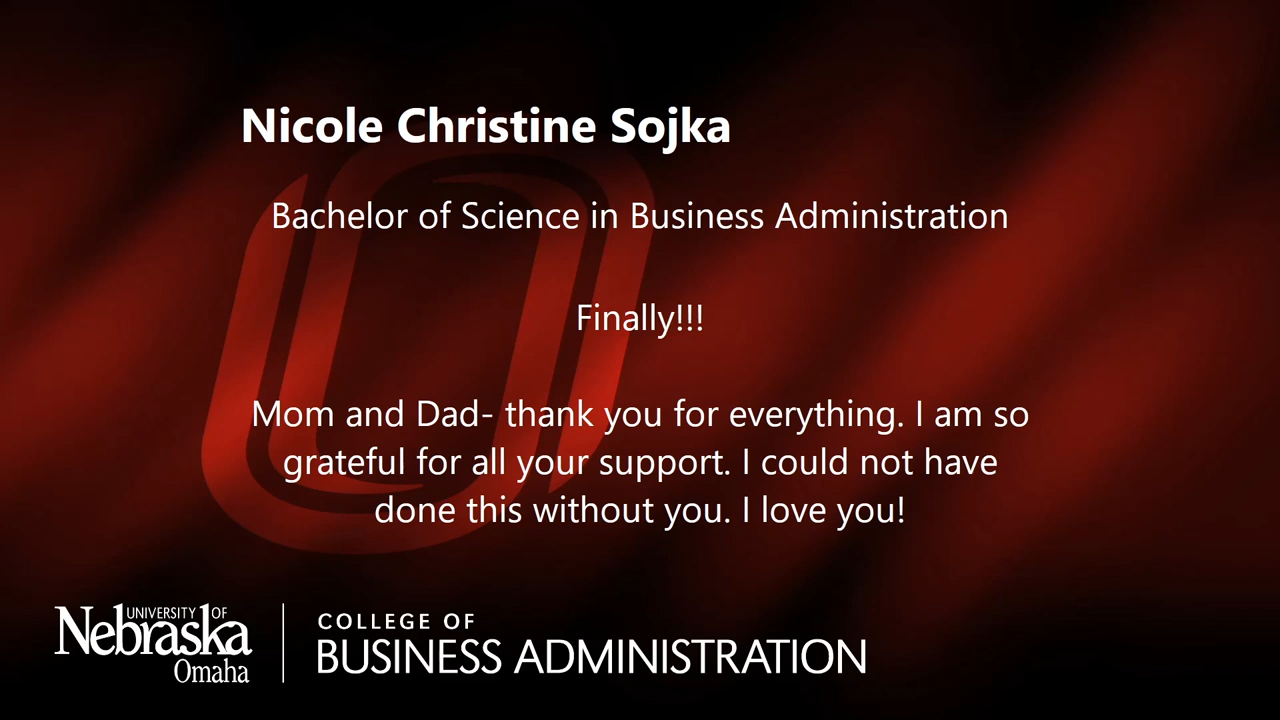 Nicole Christine Sojka
Bachelor of Science in Business Administration
Finally!!!
Mom and Dad- thank you for everything. I am so
grateful for all your support. I could not have
done this without you. I love you!
UNIVERSITY OF
Nebraska
Omaha
COLLEGE OF
BUSINESS ADMINISTRATION